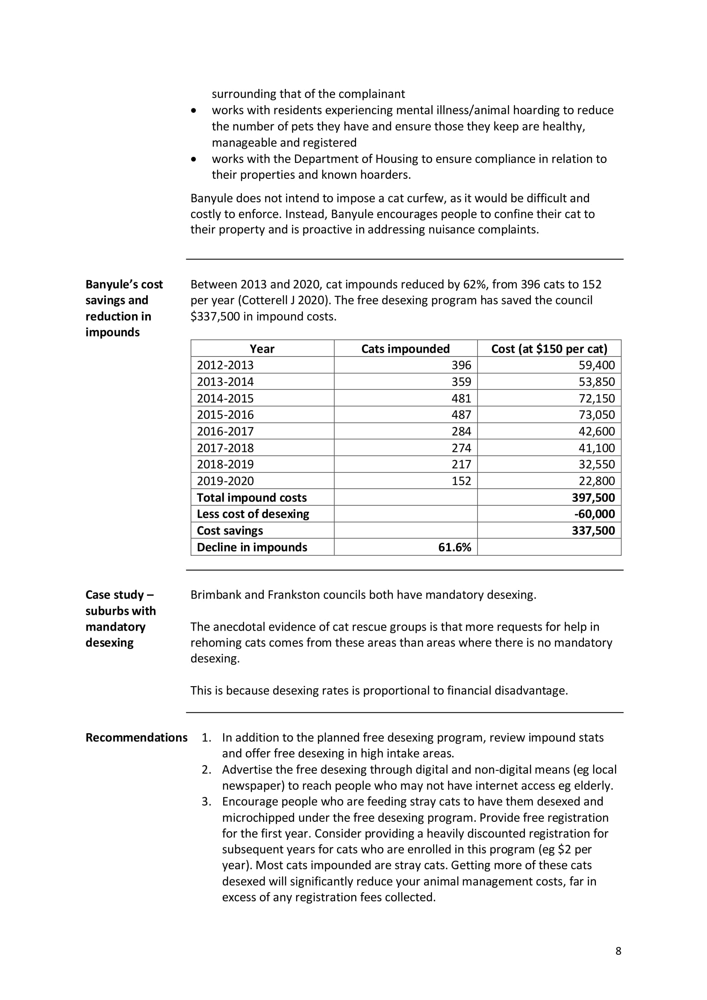 surrounding that of the complainant
• works with residents experiencing mental illness/animal hoarding to reduce
the number of pets they have and ensure those they keep are healthy,
manageable and registered
• works with the Department of Housing to ensure compliance in relation to
their properties and known hoarders.
Banyule does not intend to impose a cat curfew, as it would be difficult and
costly to enforce. Instead, Banyule encourages people to confine their cat to
their property and is proactive in addressing nuisance complaints.
Banyule’s cost
savings and
reduction in
impounds
Between 2013 and 2020, cat impounds reduced by 62%, from 396 cats to 152
per year (Cotterell J 2020). The free desexing program has saved the council
$337,500 in impound costs.
Year Cats impounded Cost (at $150 per cat)
2012-2013 396 59,400
2013-2014 359 53,850
2014-2015 481 72,150
2015-2016 487 73,050
2016-2017 284 42,600
2017-2018 274 41,100
2018-2019 217 32,550
2019-2020 152 22,800
Total impound costs 397,500
Less cost of desexing -60,000
Cost savings 337,500
Decline in impounds 61.6%
Case study –
suburbs with
mandatory
desexing
Brimbank and Frankston councils both have mandatory desexing.
The anecdotal evidence of cat rescue groups is that more requests for help in
rehoming cats comes from these areas than areas where there is no mandatory
desexing.
This is because desexing rates is proportional to financial disadvantage.
Recommendations
1. In addition to the planned free desexing program, review impound stats
and offer free desexing in high intake areas.
2. Advertise the free desexing through digital and non-digital means (eg local
newspaper) to reach people who may not have internet access eg elderly.
3. Encourage people who are feeding stray cats to have them desexed and
microchipped under the free desexing program. Provide free registration
for the first year. Consider providing a heavily discounted registration for
subsequent years for cats who are enrolled in this program (eg $2 per
year). Most cats impounded are stray cats. Getting more of these cats
desexed will significantly reduce your animal management costs, far in
excess of any registration fees collected.
8